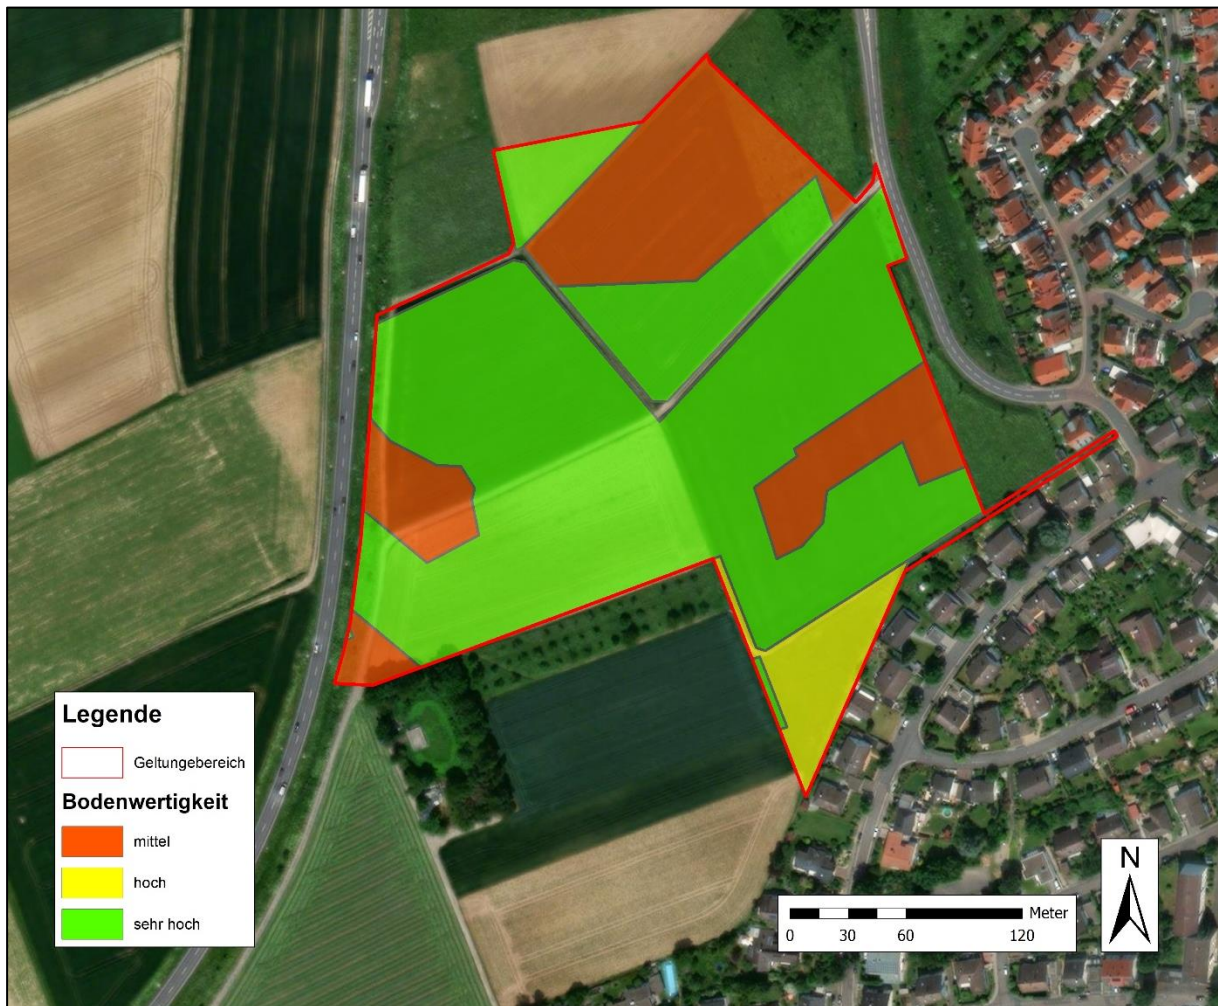 Legende
Geltungebereich
Bodenwertigkeit
mittel
hoch
sehr hoch
N
Meter
0 30 60 120